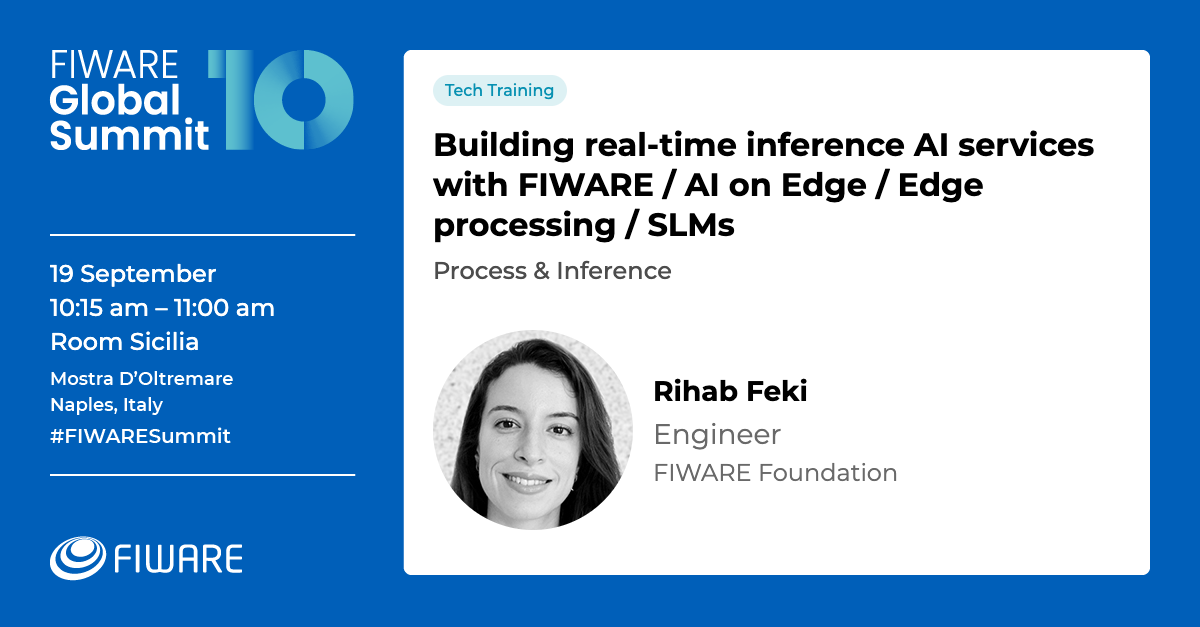 FIWARE
Global
Summit
10
19 September
10:15 am – 11:00 am
Room Sicilia
Mostra D’Oltremare
Naples, Italy
#FIWARESummit
FIWARE
Tech Training
Building real-time inference AI services
with FIWARE / AI on Edge / Edge
processing / SLMs
Process & Inference
Rihab Feki
Engineer
FIWARE Foundation